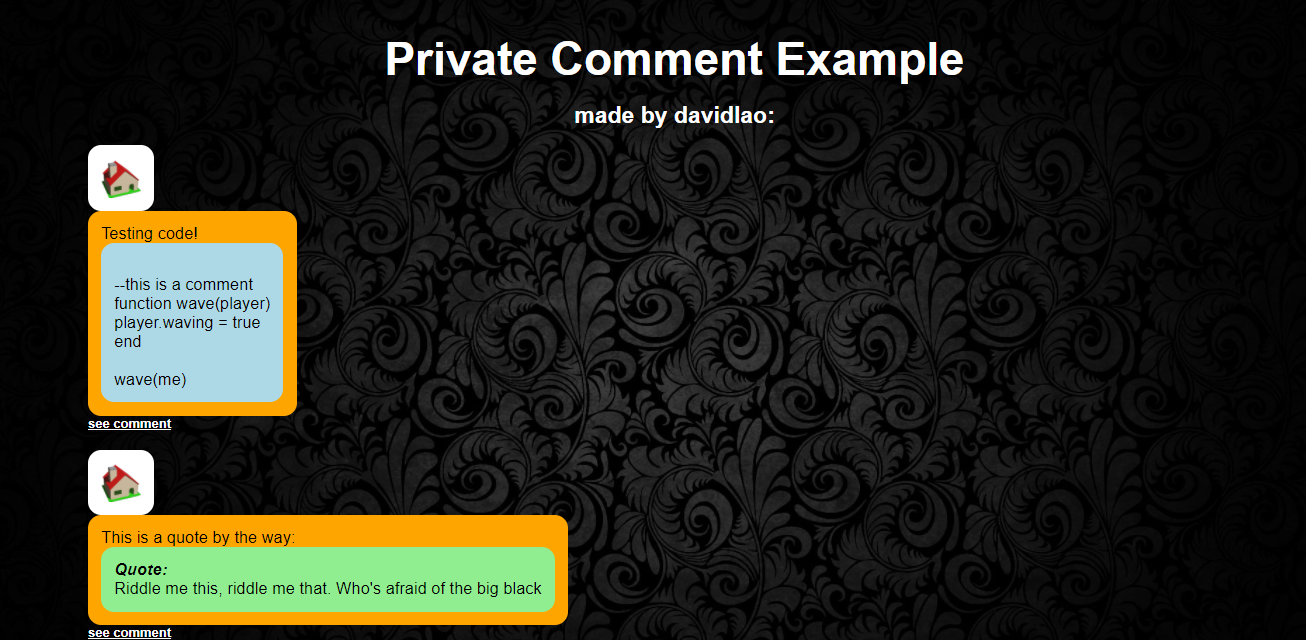 Private Comment Example
made by davidlao:
Testing code!
--this is a comment
function wave(player)
player.waving = true
end
wave(me)
see comment
This is a quote by the way:
Quote:
Riddle me this, riddle me that. Who's afraid of the big black
see comment